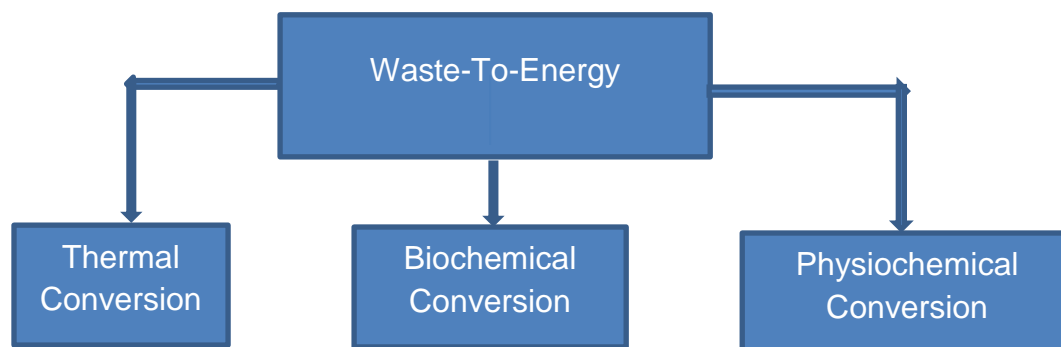 Waste-To-Energy
Thermal
Conversion
Biochemical
Conversion
Physiochemical
Conversion